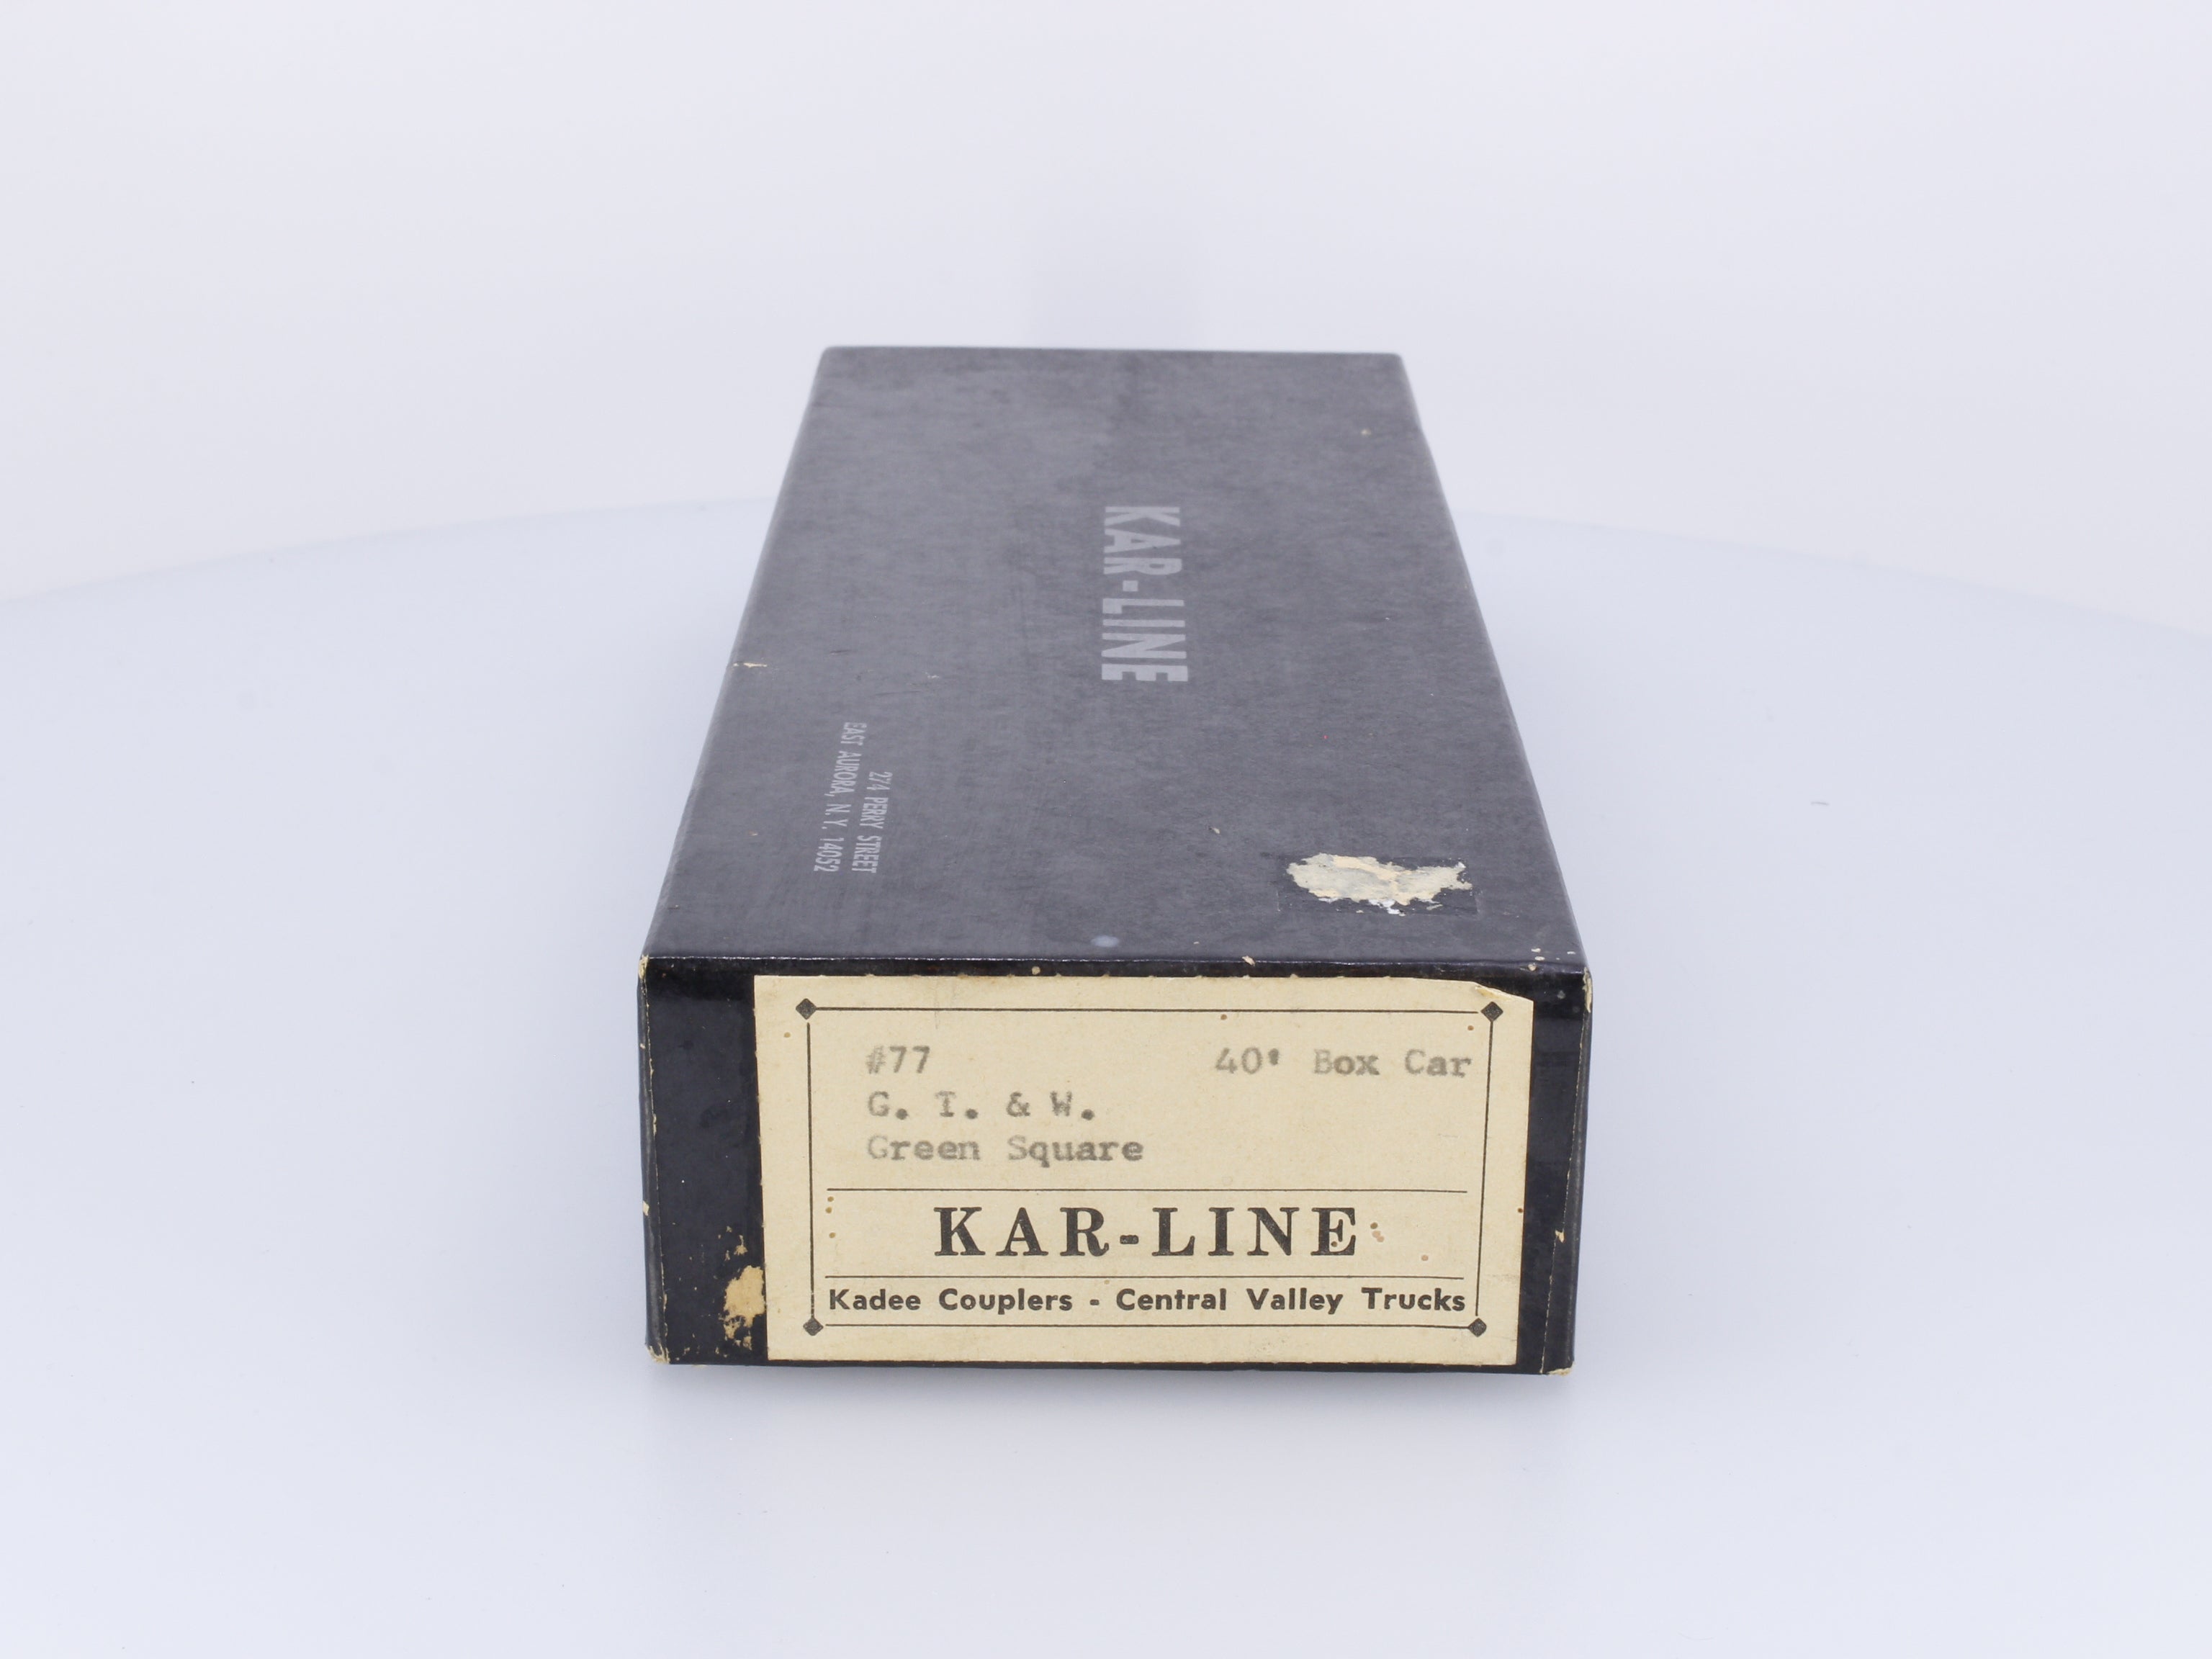 KAR-LINE
274 PERRY STREET
EAST AURORA, N. Y. 14052
#77 40' Box Car
G. T. & W.
Green Square
KAR-LINE
Kadee Couplers - Central Valley Trucks